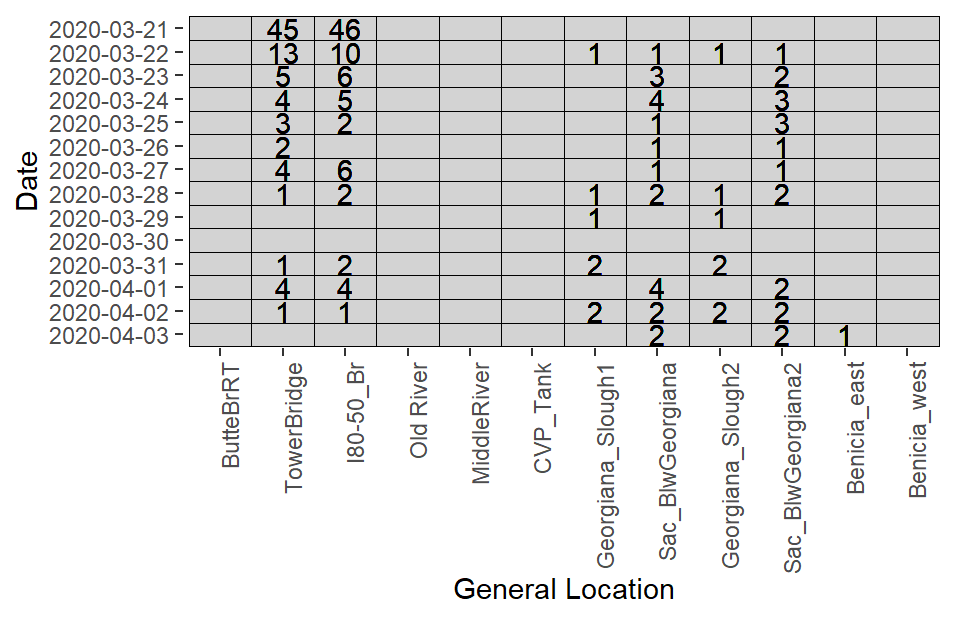 2020-03-21 45 46
2020-03-22 13 10 1 1 1 1
2020-03-23 5 6 3 2
2020-03-24 4 5 4 3
2020-03-25 3 2 1 3
2020-03-26 2 1 1
2020-03-27 4 6 1 1
2020-03-28 1 2 1 2 1 2
2020-03-29 1 1
2020-03-30
2020-03-31 1 2 2 2
2020-04-01 4 4 4 2
2020-04-02 1 1 2 2 2 2
2020-04-03 2 2 1
Date
ButteBrRT
TowerBridge
I80-50_Br
Old River
MiddleRiver
CVP_Tank
Georgiana_Slough1
Sac_BlwGeorgiana
Georgiana_Slough2
Sac_BlwGeorgiana2
Benicia_east
Benicia_west
General Location